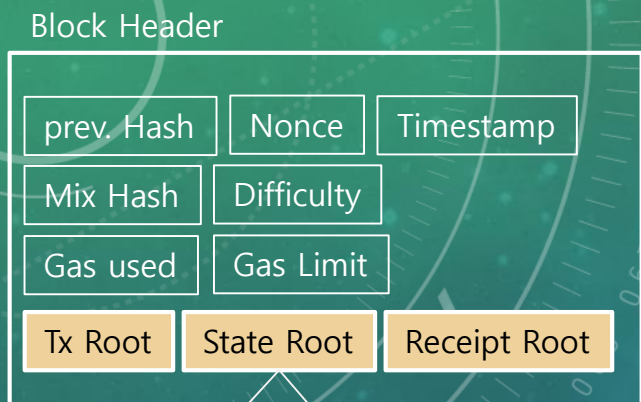 Block Header
prev. Hash Nonce Timestamp
Mix Hash Difficulty
Gas used Gas Limit
Tx Root State Root Receipt Root